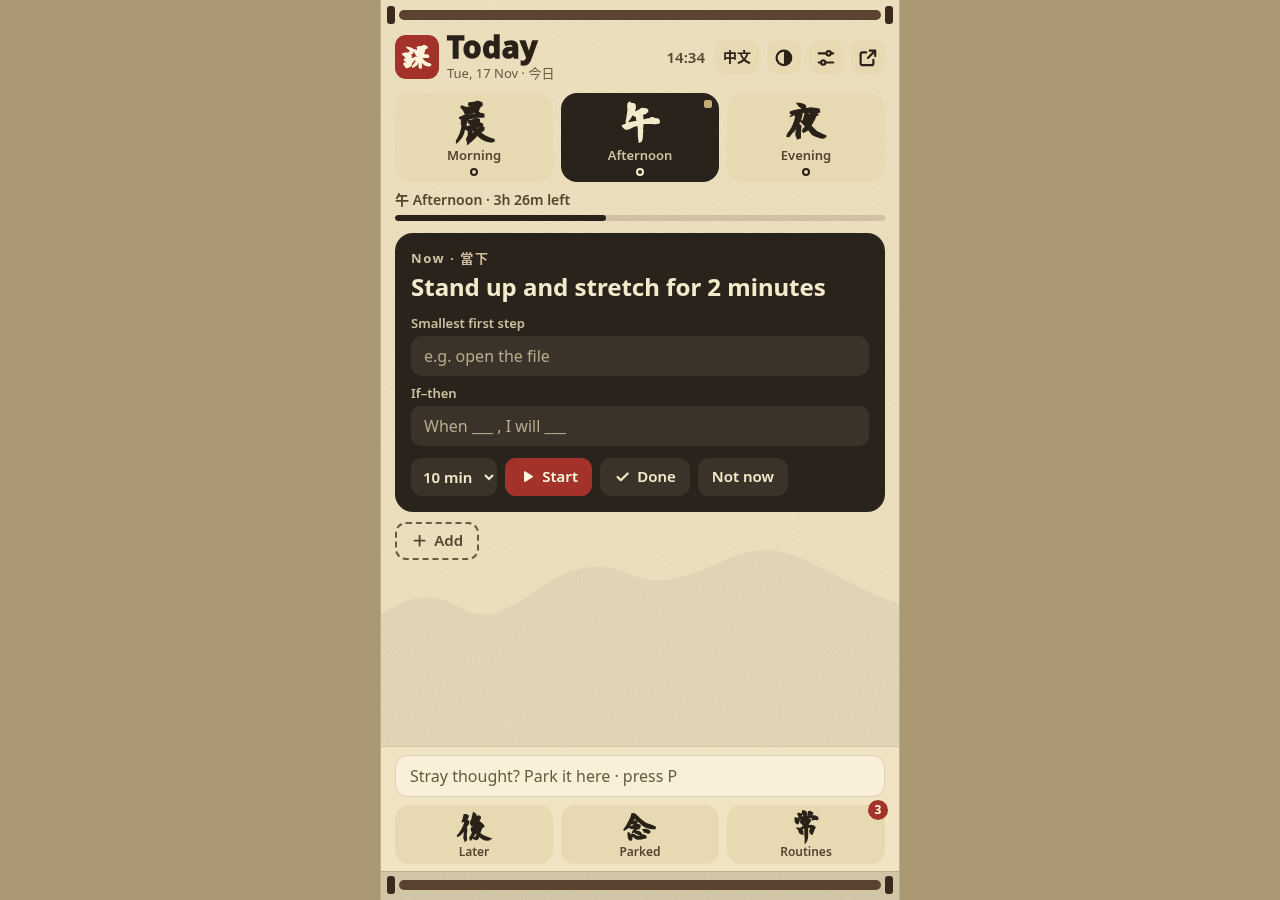 Today
Tue, 17 Nov · 今日
14:34
中文
晨
Morning
午
Afternoon
夜
Evening
午 Afternoon · 3h 26m left
Now · 當下
Stand up and stretch for 2 minutes
Smallest first step
e.g. open the file
If–then
When ___ , I will ___
10 min
Start
Done
Not now
Add
Stray thought? Park it here · press P
後
Later
念
Parked
常
Routines
3